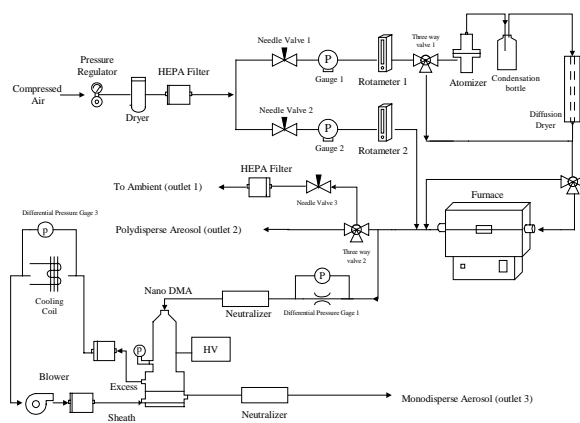 Needle Valve 1
Three way
valve 1
Pressure
Regulator
HEPA Filter
P
Gauge 1
Rotameter 1
Atomizer
Condensation
bottle
Compressed
Air
Dryer
Needle Valve 2
Diffusion
Dryer
P
Gauge 2
Rotameter 2
HEPA Filter
To Ambient (outlet 1)
Needle Valve 3
Furnace
Differential Pressure Gage 3
Polydisperse Areosol (outlet 2)
P
Three way
valve 2
Cooling
Coil
Nano DMA
P
Neutralizer
Differential Pressure Gage 1
P
HV
Blower
Excess
Sheath
Neutralizer
Monodisperse Aerosol (outlet 3)